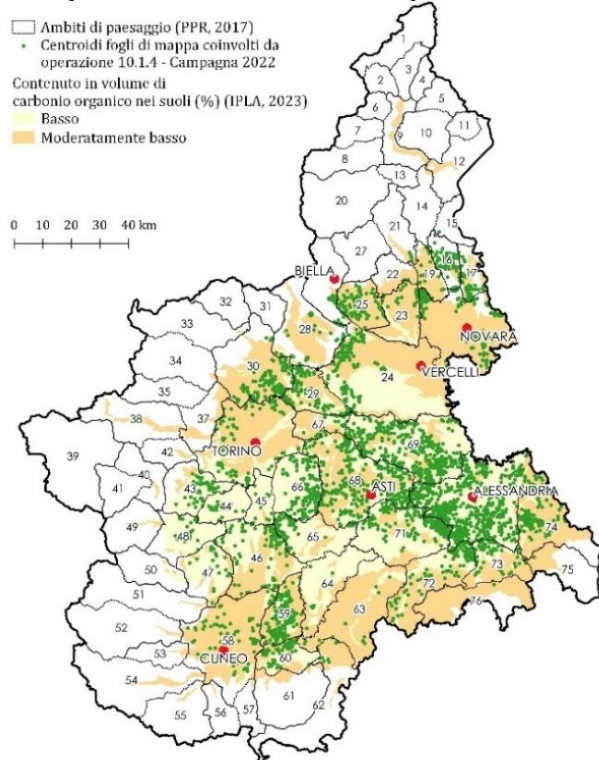 Ambiti di paesaggio (PPR, 2017)
Centroidi fogli di mappa coinvolti da
operazione 10.1.4 - Campagna 2022
Contenuto in volume di
carbonio organico nei suoli (%) (IPLA, 2023)
Basso
Moderatamente basso
0 10 20 30 40 km
1
2 3 4
5
6
7 9 10 11
8 12
13
20 14
21 15
27 16
BIELLA 22 19 17
25 23
32 31 28
33 NOVARA
34 30 24 VERCELLI
35 29
38 37 67
39 42 TORINO 69
40
41 43 44 45 66 68 ASTI ALESSANDRIA
49 48 65 71 74
50 47 46 73 75
51 64 72
59 63 76
52 58
53 CUNEO 60
54 61
55 56 57 62